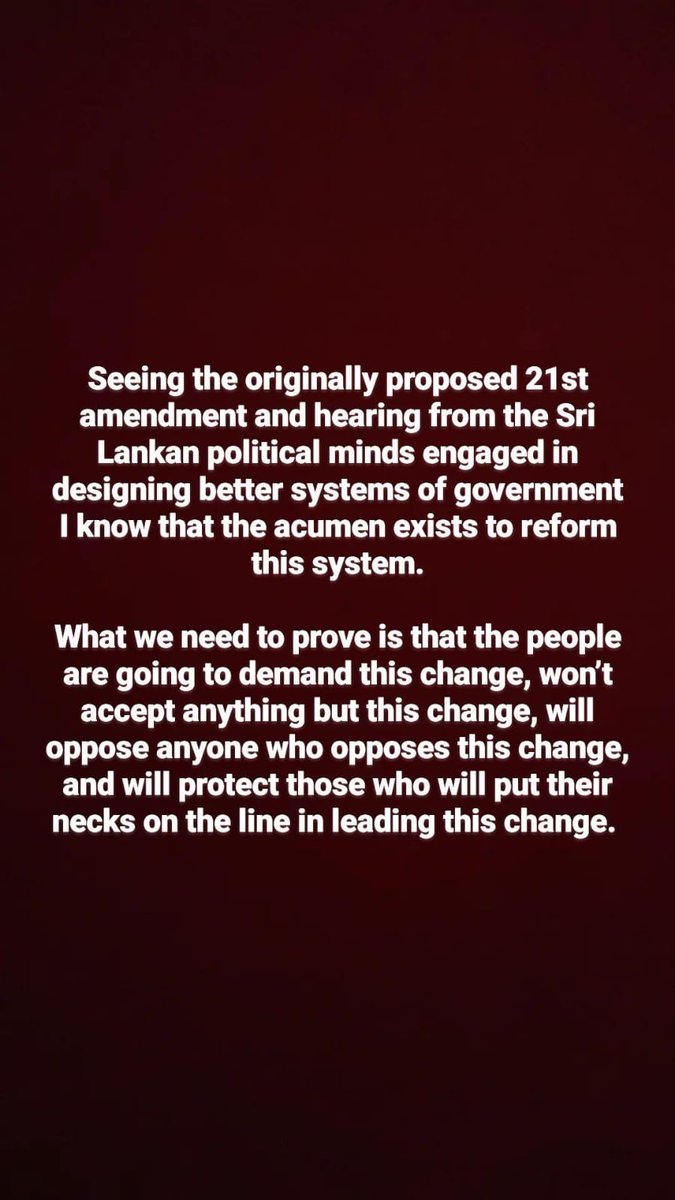 Seeing the originally proposed 21st
amendment and hearing from the Sri
Lankan political minds engaged in
designing better systems of government
I know that the acumen exists to reform
this system.
What we need to prove is that the people
are going to demand this change, won’t
accept anything but this change, will
oppose anyone who opposes this change,
and will protect those who will put their
necks on the line in leading this change.